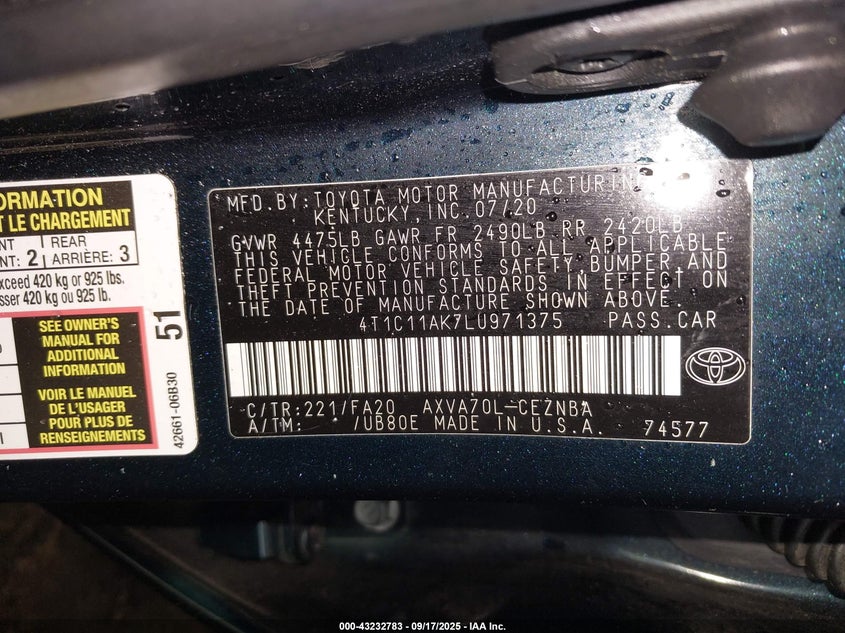 ORMATION
T LE CHARGEMENT
NT 2 REAR
ARRIÈRE: 3
NT:
xceed 420 kg or 925 lbs.
sser 420 kg ou 925 lb.
SEE OWNER'S
MANUAL FOR
ADDITIONAL
INFORMATION
VOIR LE MANUEL
DE L'USAGER
POUR PLUS DE
RENSEIGNEMENTS
51
42661-06B30
MFD.BY:TOYOTA MOTOR MANUFACTURIN
KENTUCKY,INC.07/20
GVWR 4475LB GAWR FR 2490LB RR 2420LB
THIS VEHICLE CONFORMS TO ALL APPLICABLE
FEDERAL MOTOR VEHICLE SAFETY,BUMPER,AND
THEFT PREVENTION STANDARDS IN EFFECT ON
THE DATE OF MANUFACTURE SHOWN ABOVE.
4T1C11AK7LU971375 PASS.CAR
C/TR:221/FA20 AXVA70L-CEZNBA
A/TM: /UB80E MADE IN U.S.A. 74577
000-43232783 - 09/17/2025 - IAA Inc.